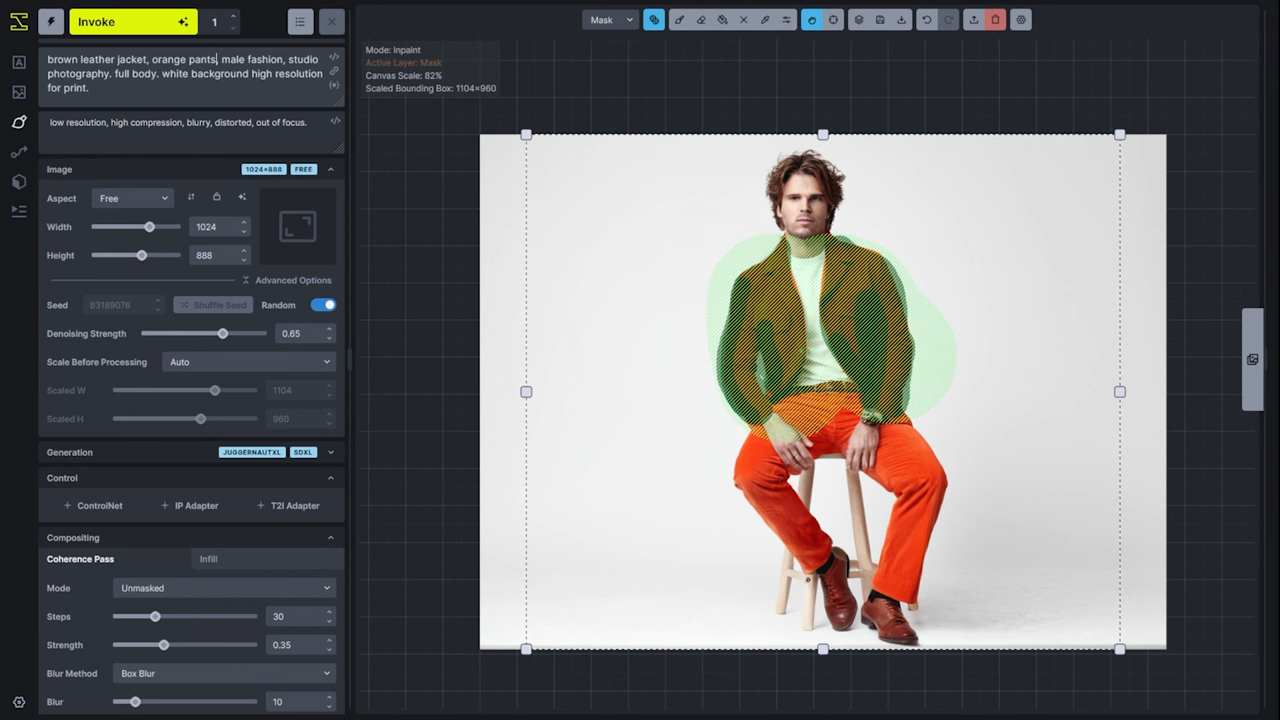 Invoke
1
Mask
brown leather jacket, orange pants, male fashion, studio
photography. full body. white background high resolution
for print.
low resolution, high compression, blurry, distorted, out of focus.
Mode: inpaint
Active Layer: Mask
Canvas Scale: 82%
Scaled Bounding Box: 1104×960
Image
1024×888
FREE
Aspect
Free
Width
1024
Height
888
Advanced Options
Seed
83189076
Shuffle Seed
Random
Denoising Strength
0.65
Scale Before Processing
Auto
Scaled W
1104
Scaled H
960
Generation
JUGGERNAUTXL
SDXL
Control
+ ControlNet
+ IP Adapter
+ T2I Adapter
Compositing
Coherence Pass
Infill
Mode
Unmasked
Steps
30
Strength
0.35
Blur Method
Box Blur
Blur
10